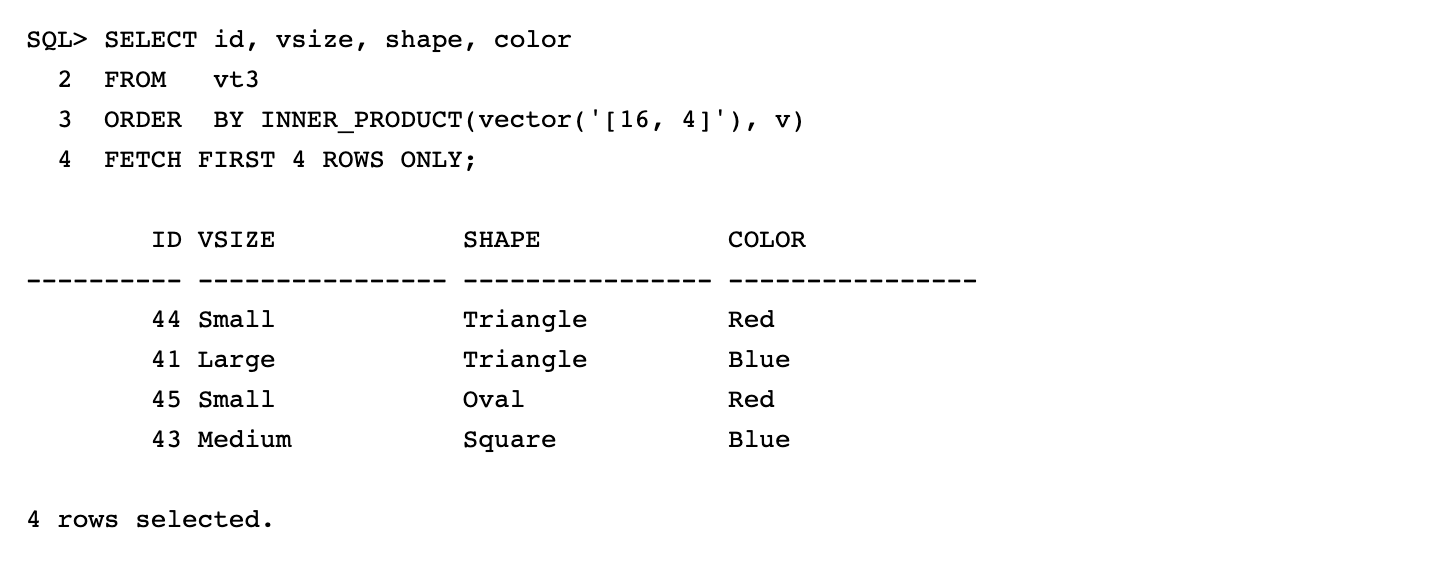 SQL> SELECT id, vsize, shape, color
  2  FROM   vt3
  3  ORDER  BY INNER_PRODUCT(vector('[16, 4]'), v)
  4  FETCH FIRST 4 ROWS ONLY;

        ID VSIZE            SHAPE            COLOR
---------- ---------------- ---------------- ----------------
        44 Small            Triangle         Red
        41 Large            Triangle         Blue
        45 Small            Oval             Red
        43 Medium           Square           Blue

4 rows selected.